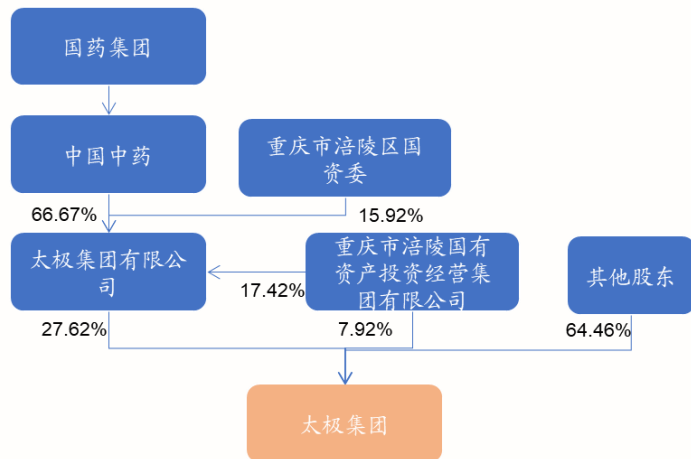 国药集团
中国中药
重庆市涪陵区国
资委
66.67%
15.92%
太极集团有限公
司
17.42%
重庆市涪陵国有
资产投资经营集
团有限公司
其他股东
27.62%
7.92%
64.46%
太极集团